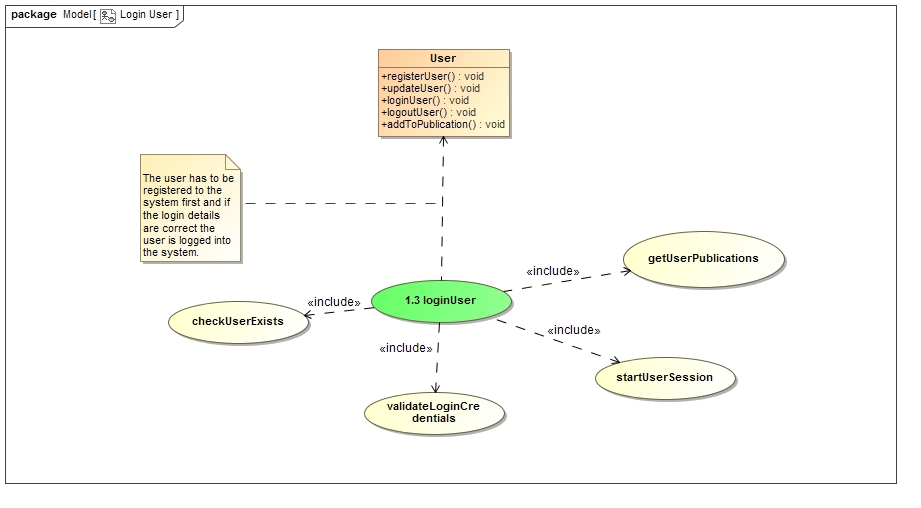 package Model[ Login User ]
User
+registerUser() : void
+updateUser() : void
+loginUser() : void
+logoutUser() : void
+addToPublication() : void
The user has to be
registered to the
system first and if
the login details
are correct the
user is logged into
the system.
getUserPublications
«include»
1.3 loginUser
«include»
checkUserExists
«include»
«include»
startUserSession
validateLoginCre
dentials